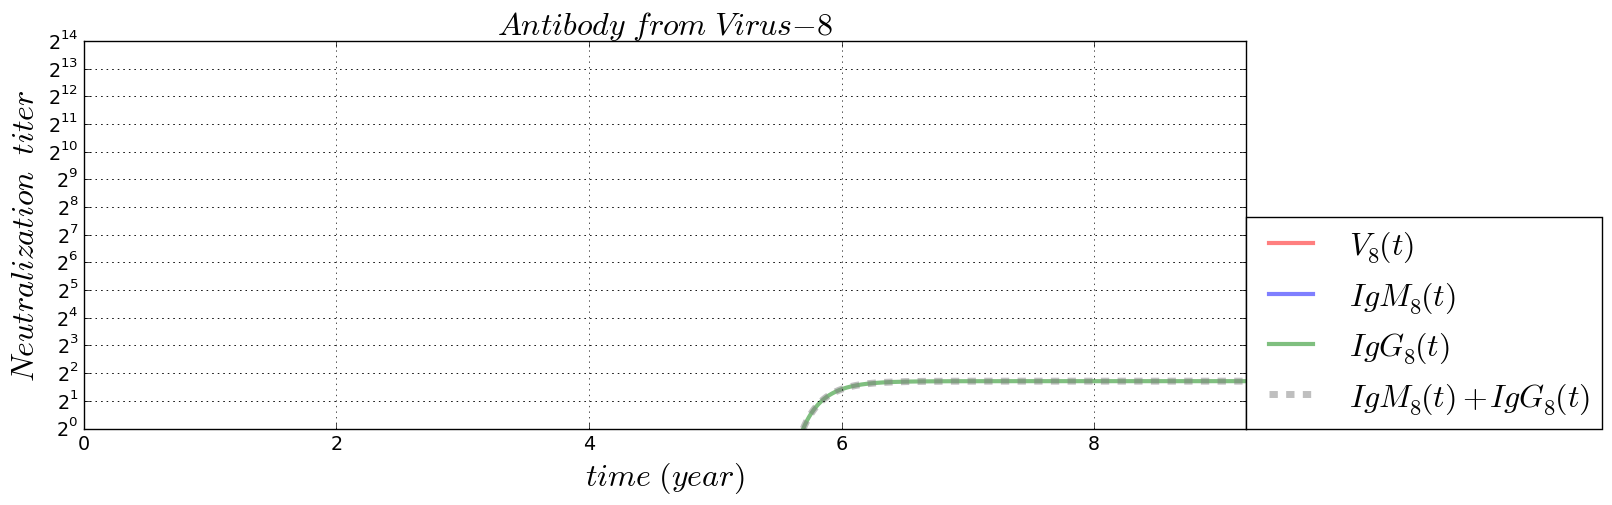 Antibody from Virus−8
Neutralization titer
2^14
2^13
2^12
2^11
2^10
2^9
2^8
2^7
2^6
2^5
2^4
2^3
2^2
2^1
2^0
0 2 4 6 8
time (year)
V_8(t)
IgM_8(t)
IgG_8(t)
IgM_8(t)+IgG_8(t)